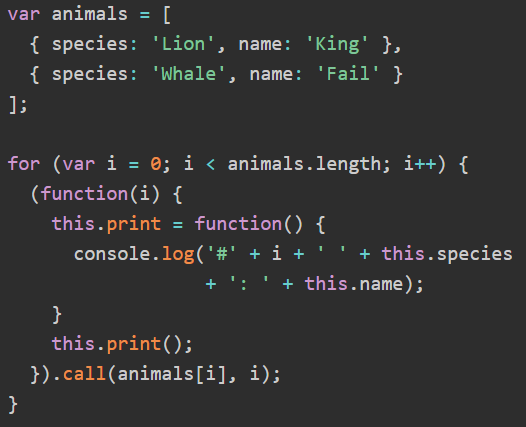 var animals = [
  { species: 'Lion', name: 'King' },
  { species: 'Whale', name: 'Fail' }
];

for (var i = 0; i < animals.length; i++) {
  (function(i) {
    this.print = function() {
      console.log('#' + i + ' ' + this.species
                  + ': ' + this.name);
    }
    this.print();
  }).call(animals[i], i);
}